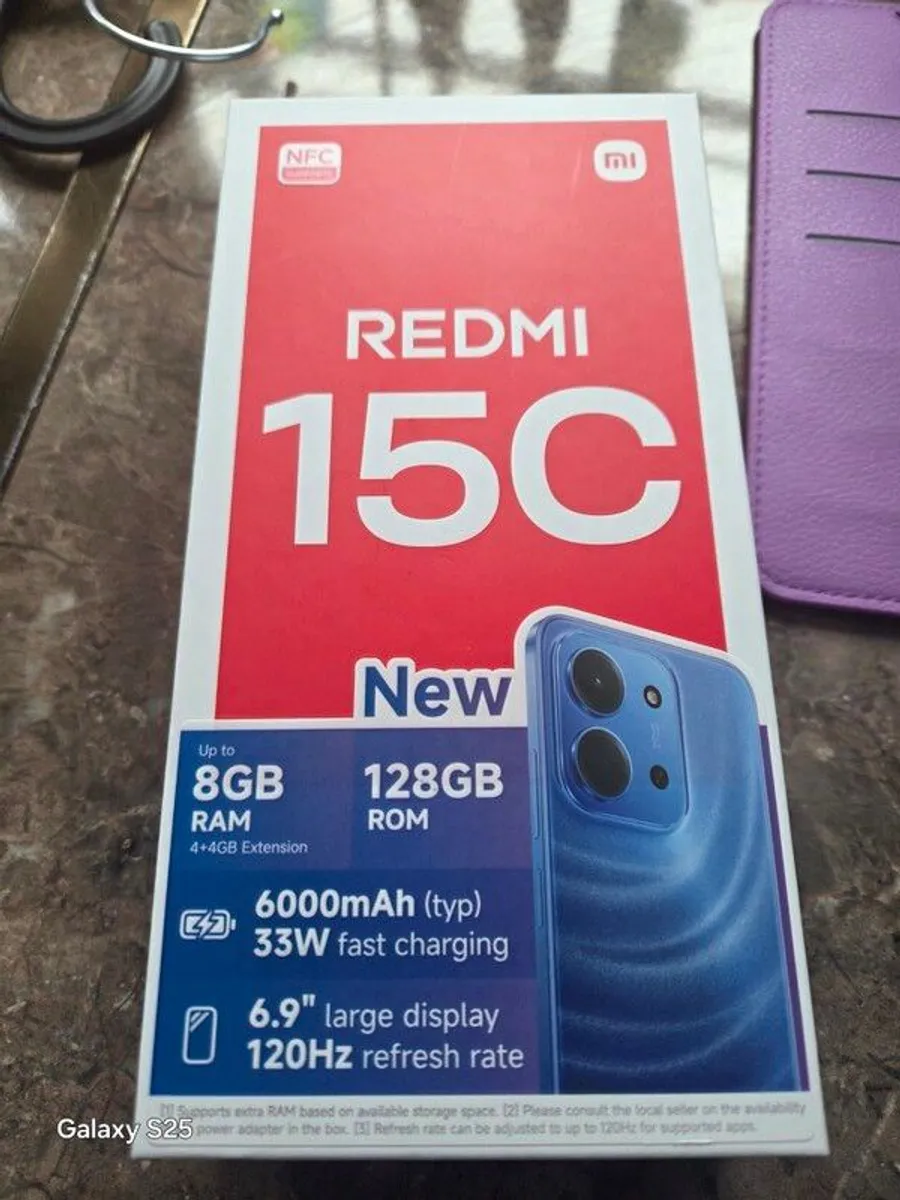 NFC
SUPPORTS
mi
REDMI
15C
New
Up to
8GB
RAM
4+4GB Extension
128GB
ROM
6000mAh (typ)
33W fast charging
6.9" large display
120Hz refresh rate
[1] Supports extra RAM based on available storage space. [2] Please consult the local seller on the availability
power adapter in the box. [3] Refresh rate can be adjusted to up to 120Hz for supported apps.
Galaxy S25